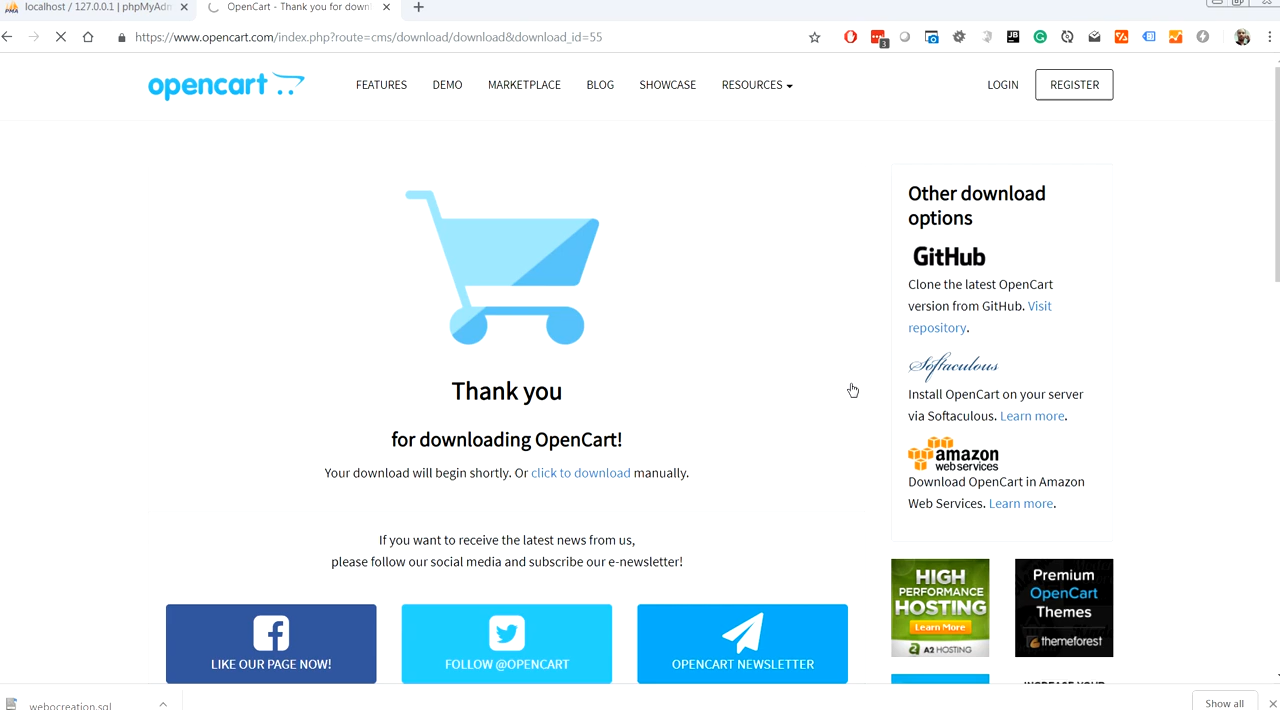 localhost / 127.0.0.1 | phpMyAdm
OpenCart - Thank you for down
https://www.opencart.com/index.php?route=cms/download/download&download_id=55
3
JB
opencart
FEATURES
DEMO
MARKETPLACE
BLOG
SHOWCASE
RESOURCES
LOGIN
REGISTER
Thank you
for downloading OpenCart!
Your download will begin shortly. Or click to download manually.
If you want to receive the latest news from us,
please follow our social media and subscribe our e-newsletter!
LIKE OUR PAGE NOW!
FOLLOW @OPENCART
OPENCART NEWSLETTER
Other download
options
GitHub
Clone the latest OpenCart
version from GitHub. Visit
repository.
Softaculous
Install OpenCart on your server
via Softaculous. Learn more.
amazon
web services
Download OpenCart in Amazon
Web Services. Learn more.
HIGH
PERFORMANCE
HOSTING
Learn More
A2 HOSTING
Premium
OpenCart
Themes
themeforest
INCREASE YOUR
webocreation.sql
Show all